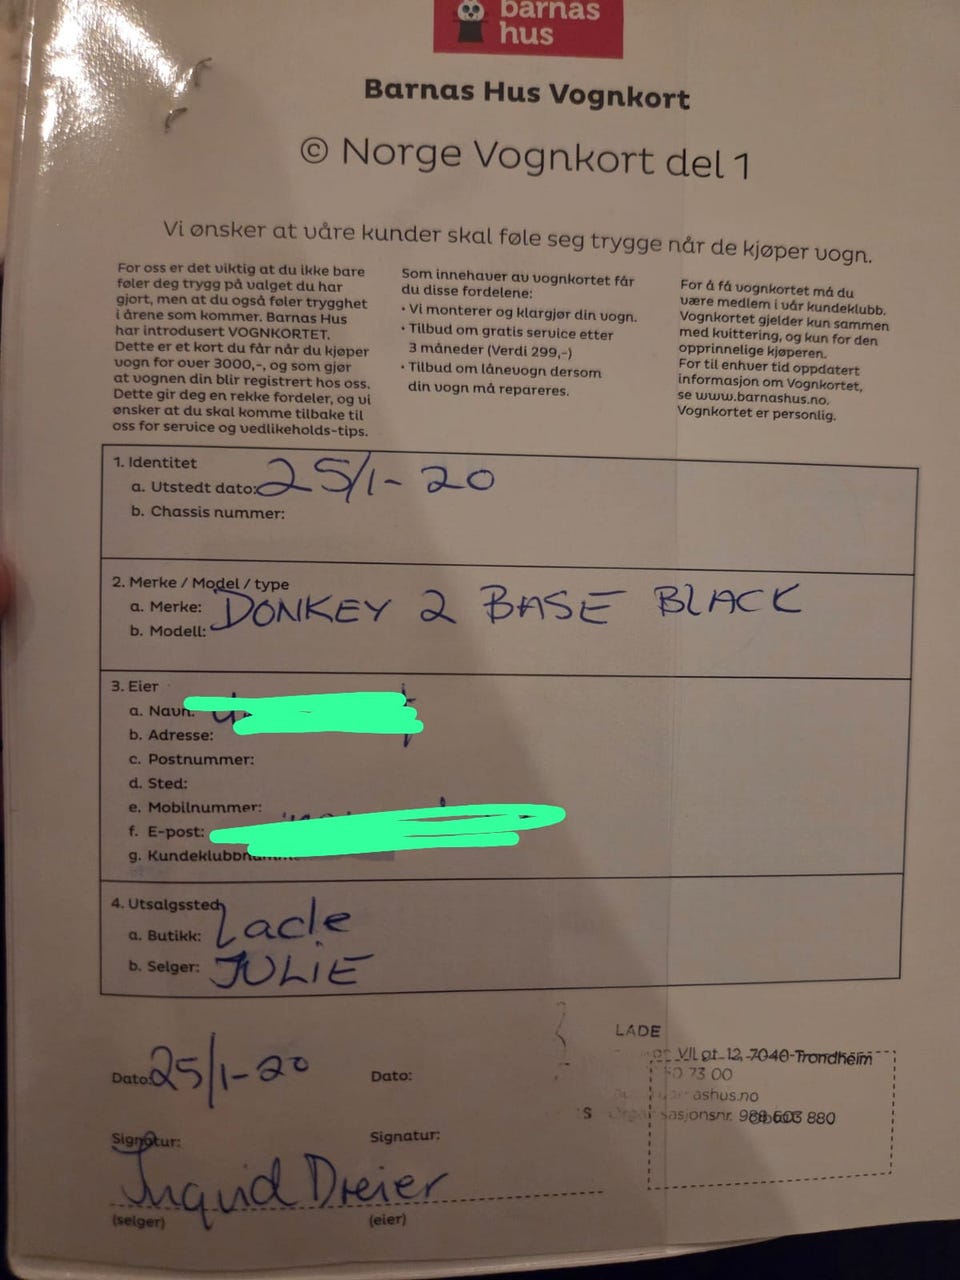 barnas
hus
Barnas Hus Vognkort
© Norge Vognkort del 1
Vi ønsker at våre kunder skal føle seg trygge når de kjøper vogn.
For oss er det viktig at du ikke bare
føler deg trygg på valget du har
gjort, men at du også føler trygghet
i årene som kommer. Barnas Hus
har introdusert VOGNKORTET.
Dette er et kort du får når du kjøper
vogn for over 3000,-, og som gjør
at vognen din blir registrert hos oss.
Dette gir deg en rekke fordeler, og vi
ønsker at du skal komme tilbake til
oss for service og vedlikeholds-tips.
Som innehaver av vognkortet får
du disse fordelene:
• Vi monterer og klargjør din vogn.
• Tilbud om gratis service etter
3 måneder (Verdi 299,-)
• Tilbud om lånevogn dersom
din vogn må repareres.
For å få vognkortet må du
være medlem i vår kundeklubb.
Vognkortet gjelder kun sammen
med kvittering, og kun for den
opprinnelige kjøperen.
For til enhver tid oppdatert
informasjon om Vognkortet,
se www.barnashus.no.
Vognkortet er personlig.
1. Identitet
a. Utstedt dato: 25/1-20
b. Chassis nummer:
2. Merke / Model / type
a. Merke: DONKEY 2 BASE BLACK
b. Modell:
3. Eier
a. Navn:
b. Adresse:
c. Postnummer:
d. Sted:
e. Mobilnummer:
f. E-post:
g.
4. Utsalgssted
a. Butikk: Lade
b. Selger: JULIE
Dato: 25/1-20
Signatur:
Ingvid Dreier
(selger)
Dato:
Signatur:
(eier)
LADE
VII gt. 12, 7040 Trondheim
73 00
ashus.no
880